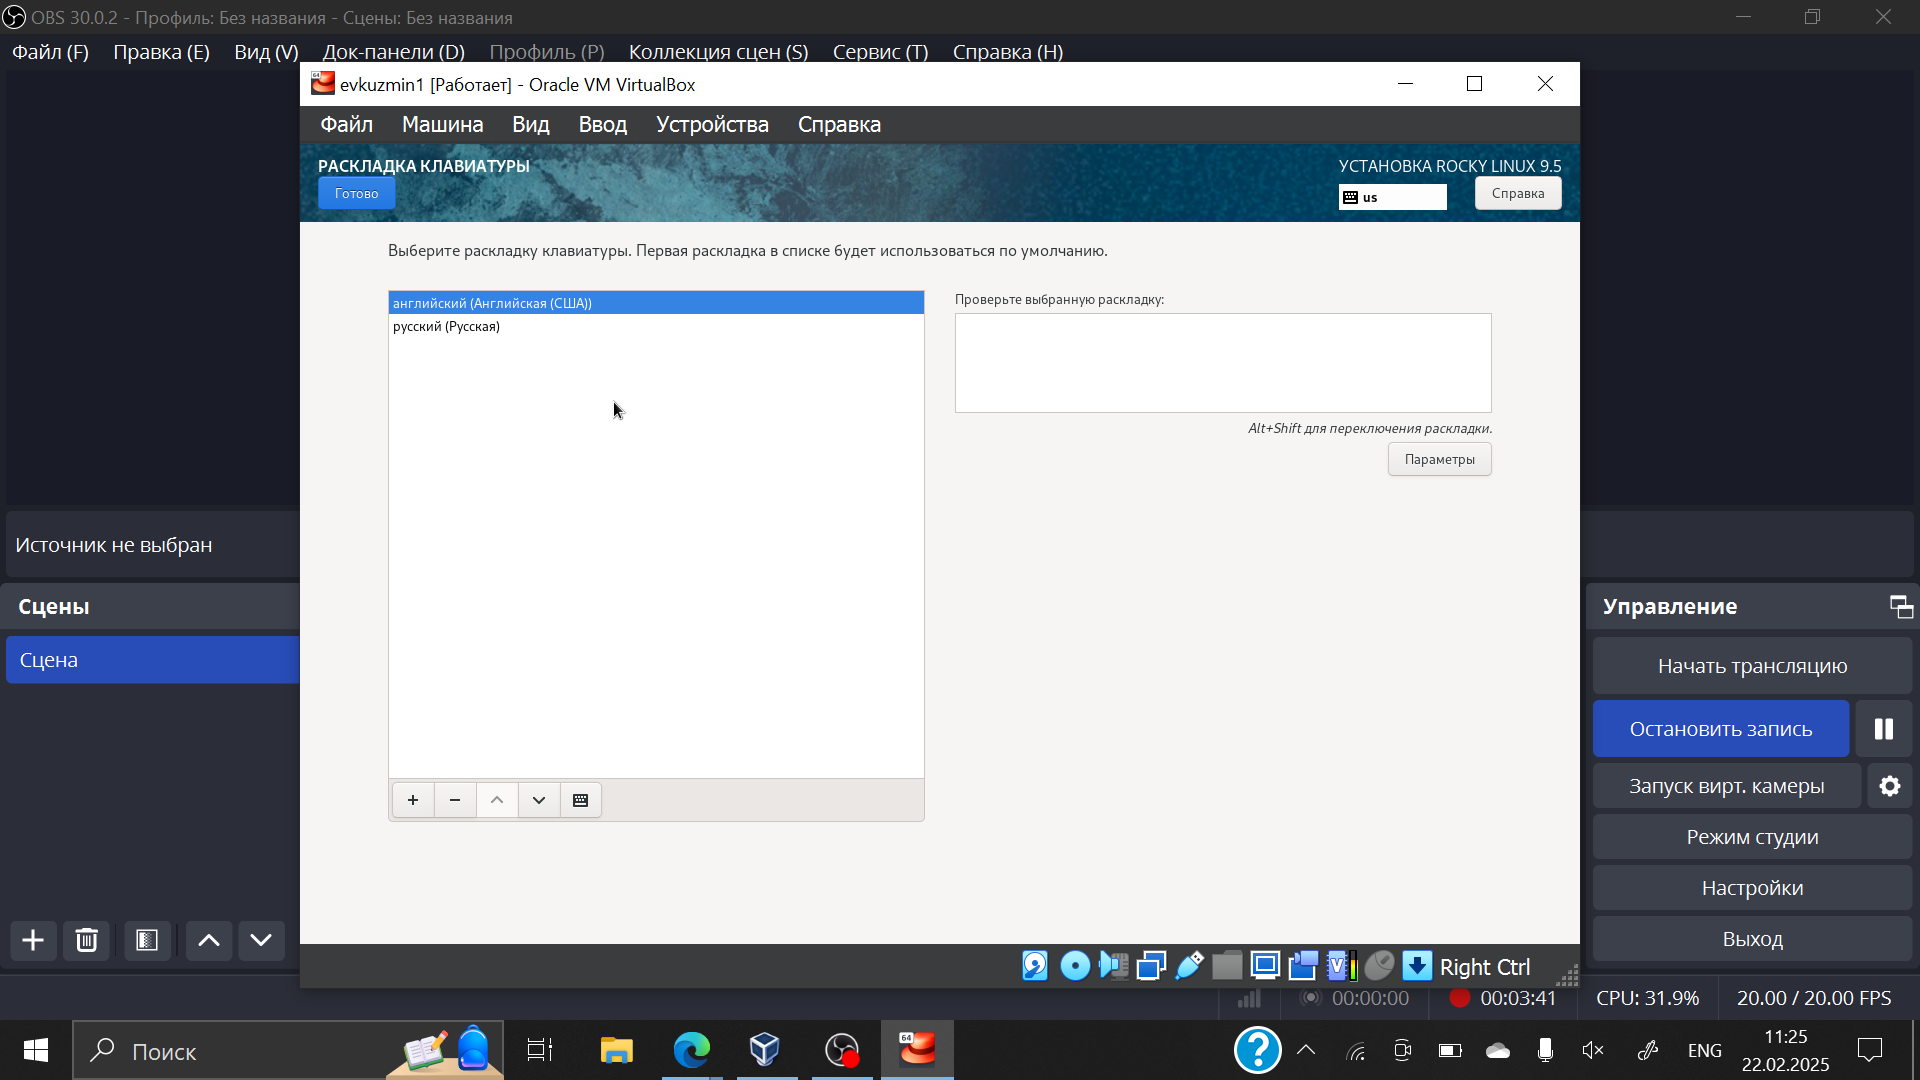 OBS 30.0.2 - Профиль: Без названия - Сцены: Без названия
Файл (F) Правка (E) Вид (V) Док-панели (D) Профиль (P) Коллекция сцен (S) Сервис (T) Справка (H)
64
evkuzmin1 [Работает] - Oracle VM VirtualBox
Файл Машина Вид Ввод Устройства Справка
РАСКЛАДКА КЛАВИАТУРЫ
УСТАНОВКА ROCKY LINUX 9.5
Готово
us
Справка
Выберите раскладку клавиатуры. Первая раскладка в списке будет использоваться по умолчанию.
английский (Английская (США))
русский (Русская)
Проверьте выбранную раскладку:
Alt+Shift для переключения раскладки.
Параметры
Источник не выбран
Сцены
Сцена
Управление
Начать трансляцию
Остановить запись
Запуск вирт. камеры
Режим студии
Настройки
Выход
V
Right Ctrl
00:00:00
00:03:41
CPU: 31.9%
20.00 / 20.00 FPS
Поиск
64
?
ENG
11:25
22.02.2025